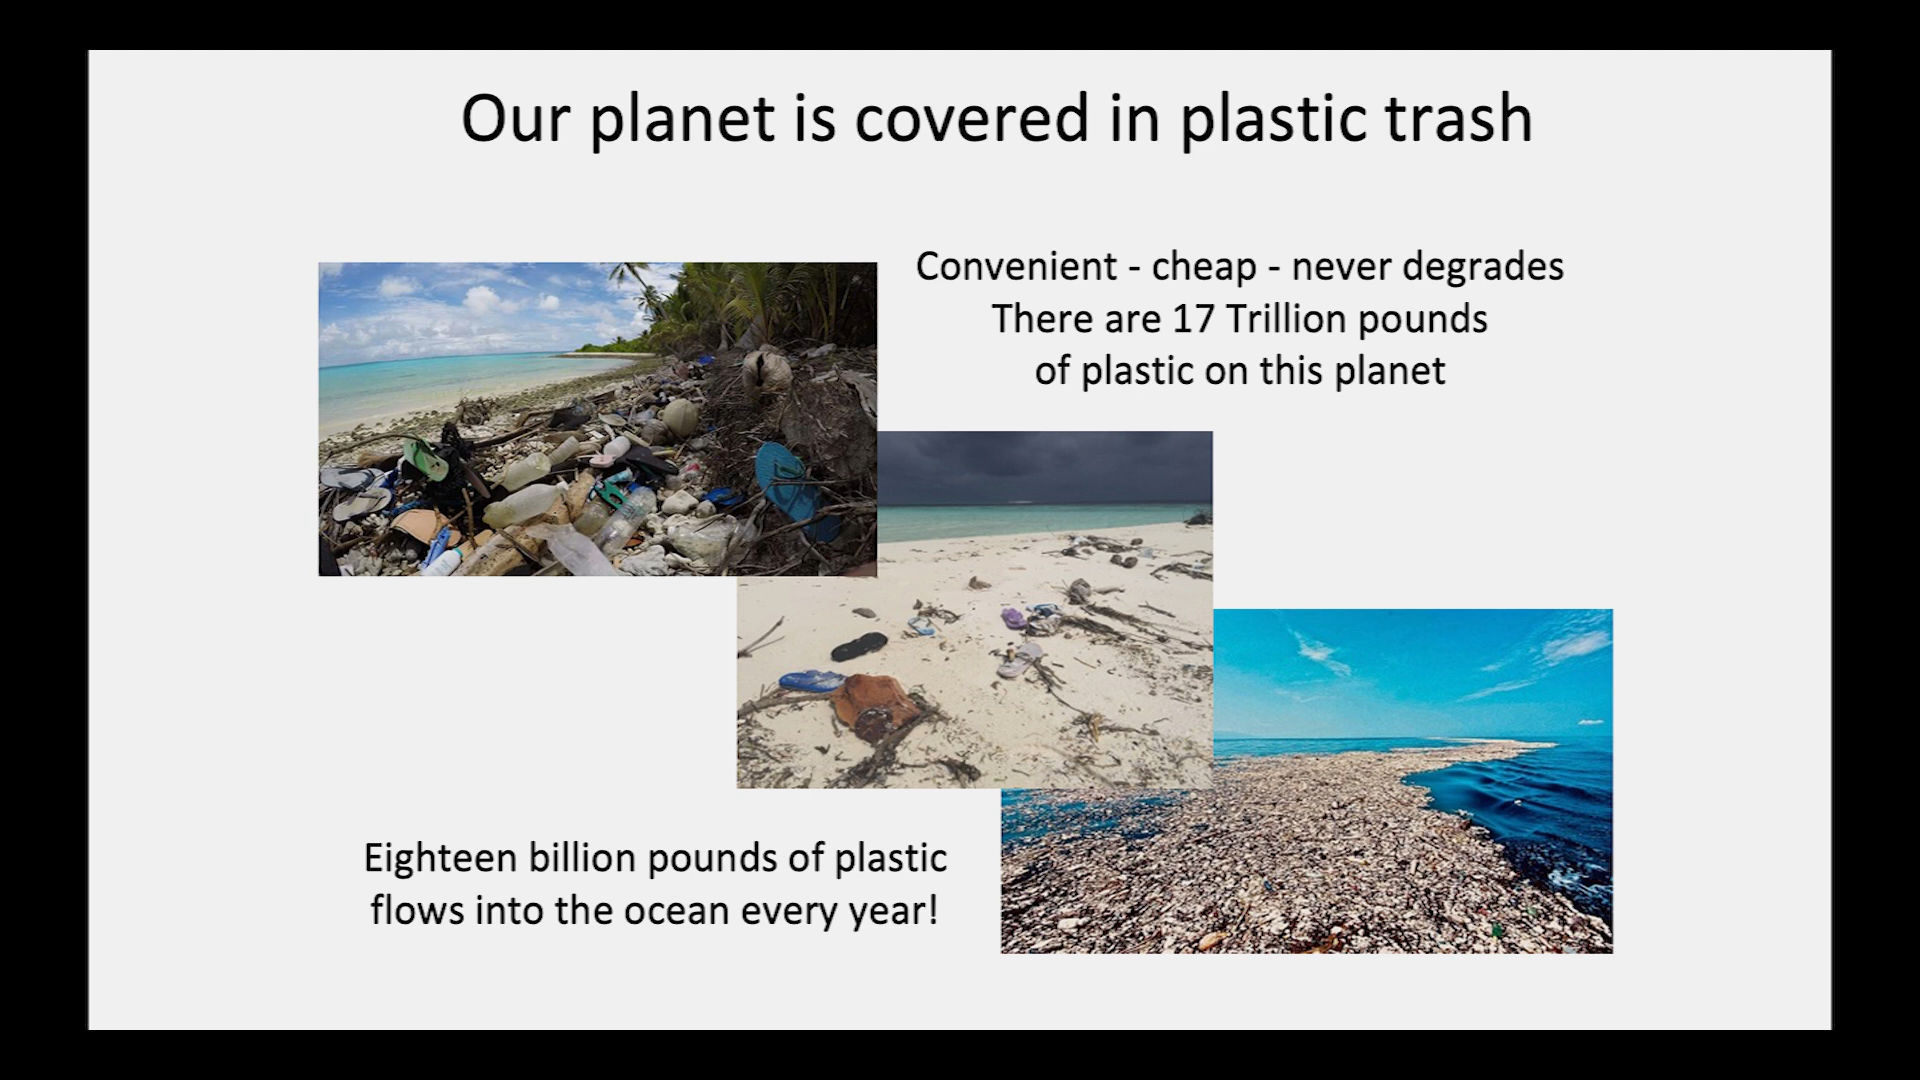 Our planet is covered in plastic trash
Convenient - cheap - never degrades
There are 17 Trillion pounds
of plastic on this planet
Eighteen billion pounds of plastic
flows into the ocean every year!